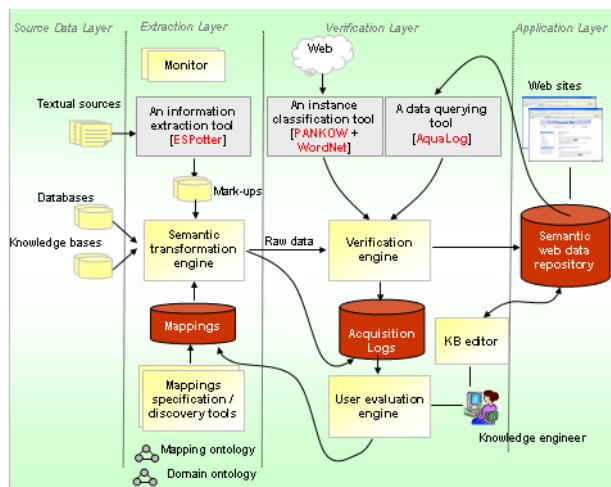 Source Data Layer
Extraction Layer
Verification Layer
Application Layer
Monitor
Web
Web sites
Textual sources
An information
extraction tool
[ESPotter]
An instance
classification tool
[PANKOW +
WordNet]
A data querying
tool
[AquaLog]
Mark-ups
Databases
Knowledge bases
Semantic
transformation
engine
Raw data
Verification
engine
Semantic
web data
repository
Mappings
Acquisition
Logs
KB editor
Mappings
specification /
discovery tools
User evaluation
engine
Knowledge engineer
Mapping ontology
Domain ontology